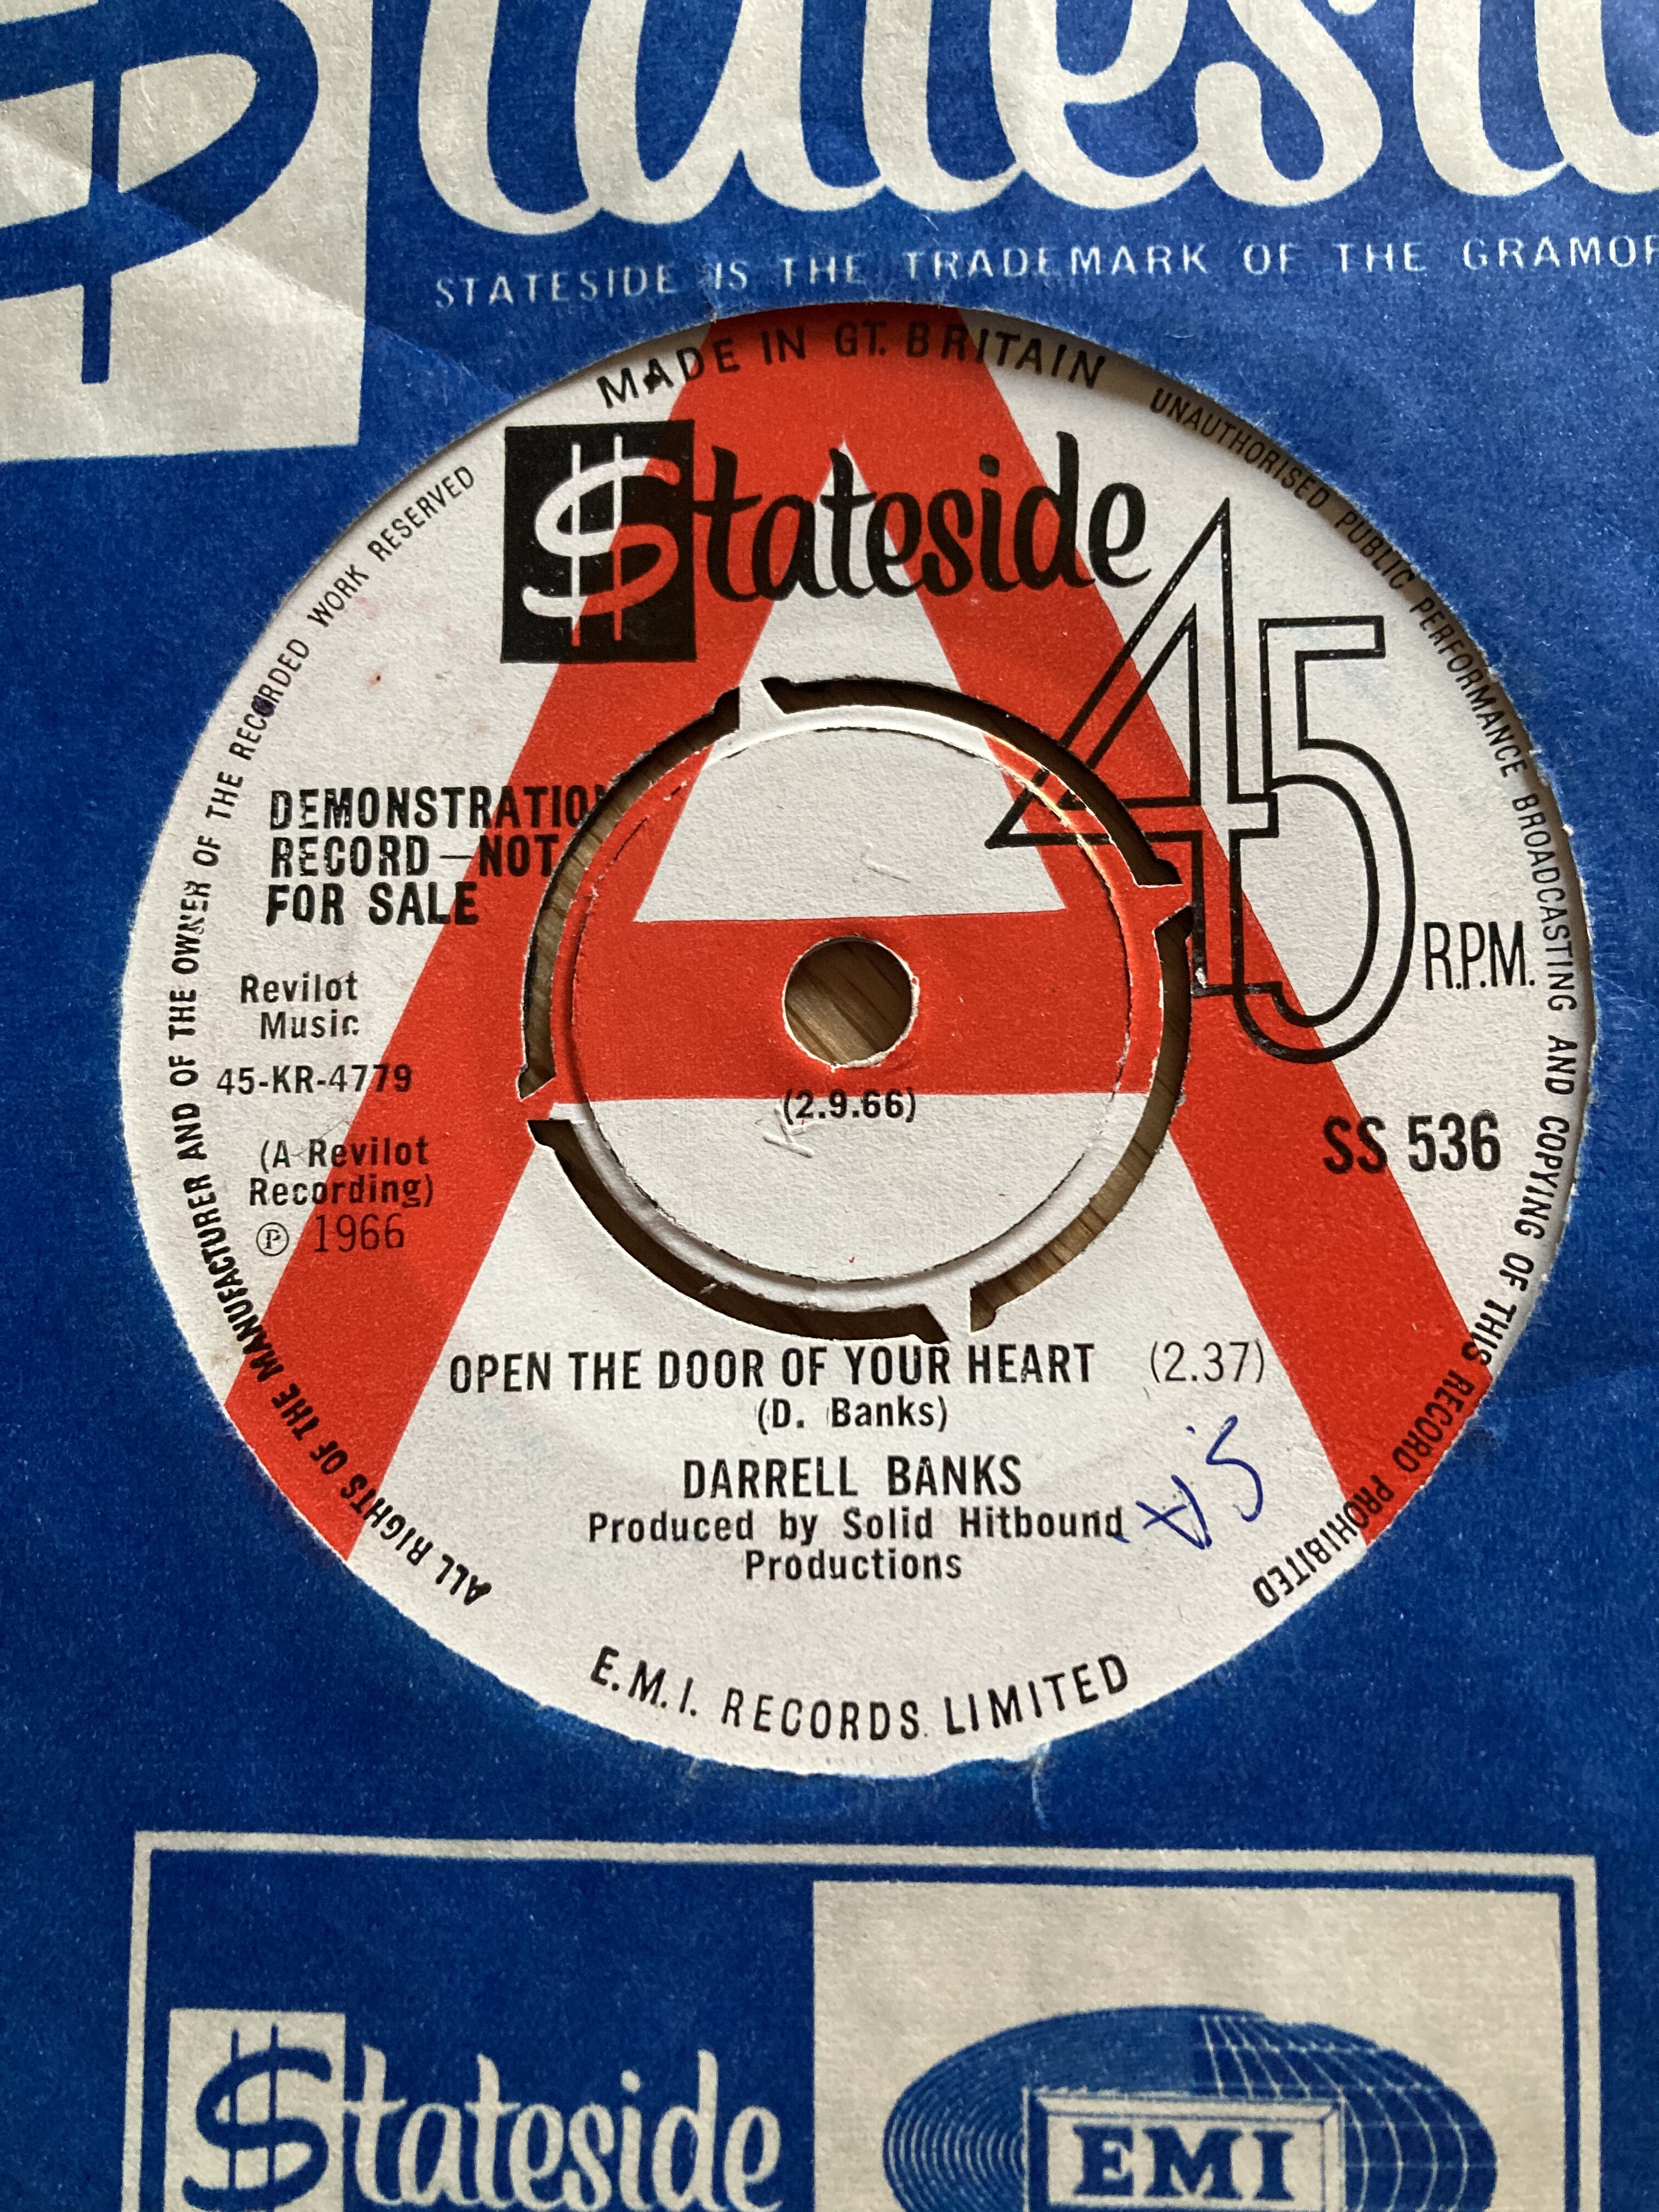 Stateside
STATESIDE IS THE TRADEMARK OF THE
MADE IN GT. BRITAIN
UNAUTHORISED PUBLIC PERFORMANCE BROADCASTING AND COPYING OF THIS RECORD PROHIBITED
ALL RIGHTS OF THE MANUFACTURER AND OF THE OWNER OF THE RECORDED WORK RESERVED
Stateside
45
R.P.M.
A
DEMONSTRATION
RECORD—NOT
FOR SALE
Revilot
Music
45-KR-4779
(2.9.66)
SS 536
(A Revilot
Recording)
℗ 1966
OPEN THE DOOR OF YOUR HEART (2.37)
(D. Banks)
DARRELL BANKS
Produced by Solid Hitbound
Productions
E.M.I. RECORDS LIMITED
Stateside
EMI